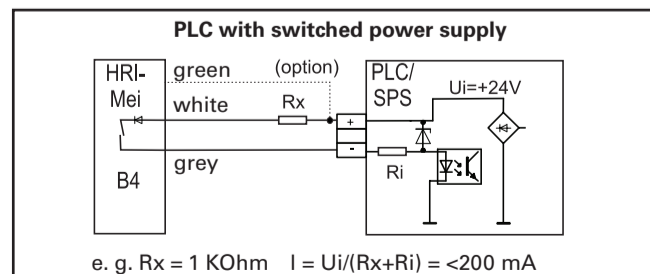 PLC with switched power supply
HRI-
Mei
B4
green
(option)
white
Rx
grey
+
-
PLC/
SPS
Ui=+24V
Ri
e. g. Rx = 1 KOhm I = Ui/(Rx+Ri) = <200 mA